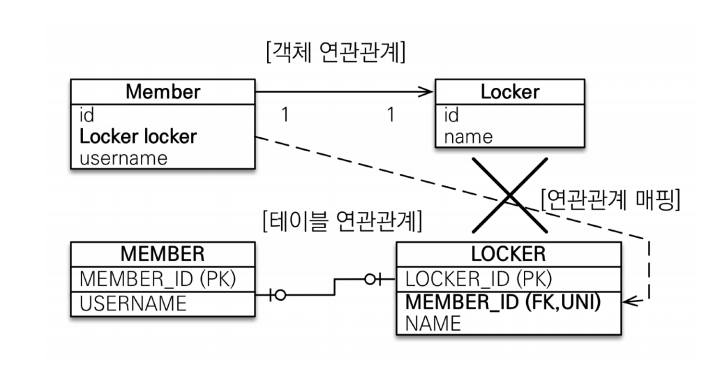 [객체 연관관계]
Member
id
Locker locker
username
1
1
Locker
id
name
[연관관계 매핑]
[테이블 연관관계]
MEMBER
MEMBER_ID (PK)
USERNAME
LOCKER
LOCKER_ID (PK)
MEMBER_ID (FK,UNI)
NAME